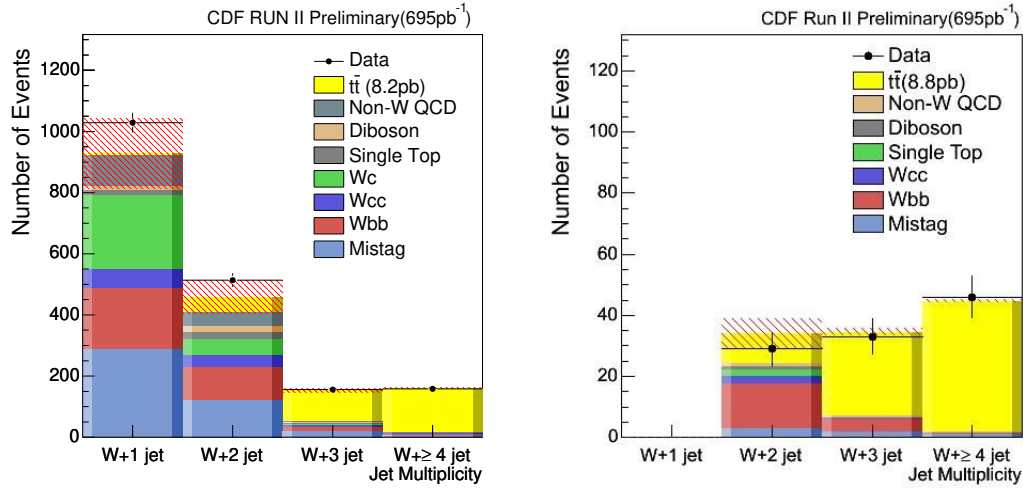 CDF RUN II Preliminary(695pb⁻¹)
Number of Events
1200
1000
800
600
400
200
0
Data
tt̄ (8.2pb)
Non-W QCD
Diboson
Single Top
Wc
Wcc
Wbb
Mistag
W+1 jet
W+2 jet
W+3 jet
W+≥ 4 jet
Jet Multiplicity
CDF Run II Preliminary(695pb⁻¹)
Number of Events
120
100
80
60
40
20
0
Data
tt̄(8.8pb)
Non-W QCD
Diboson
Single Top
Wcc
Wbb
Mistag
W+1 jet
W+2 jet
W+3 jet
W+≥ 4 jet
Jet Multiplicity